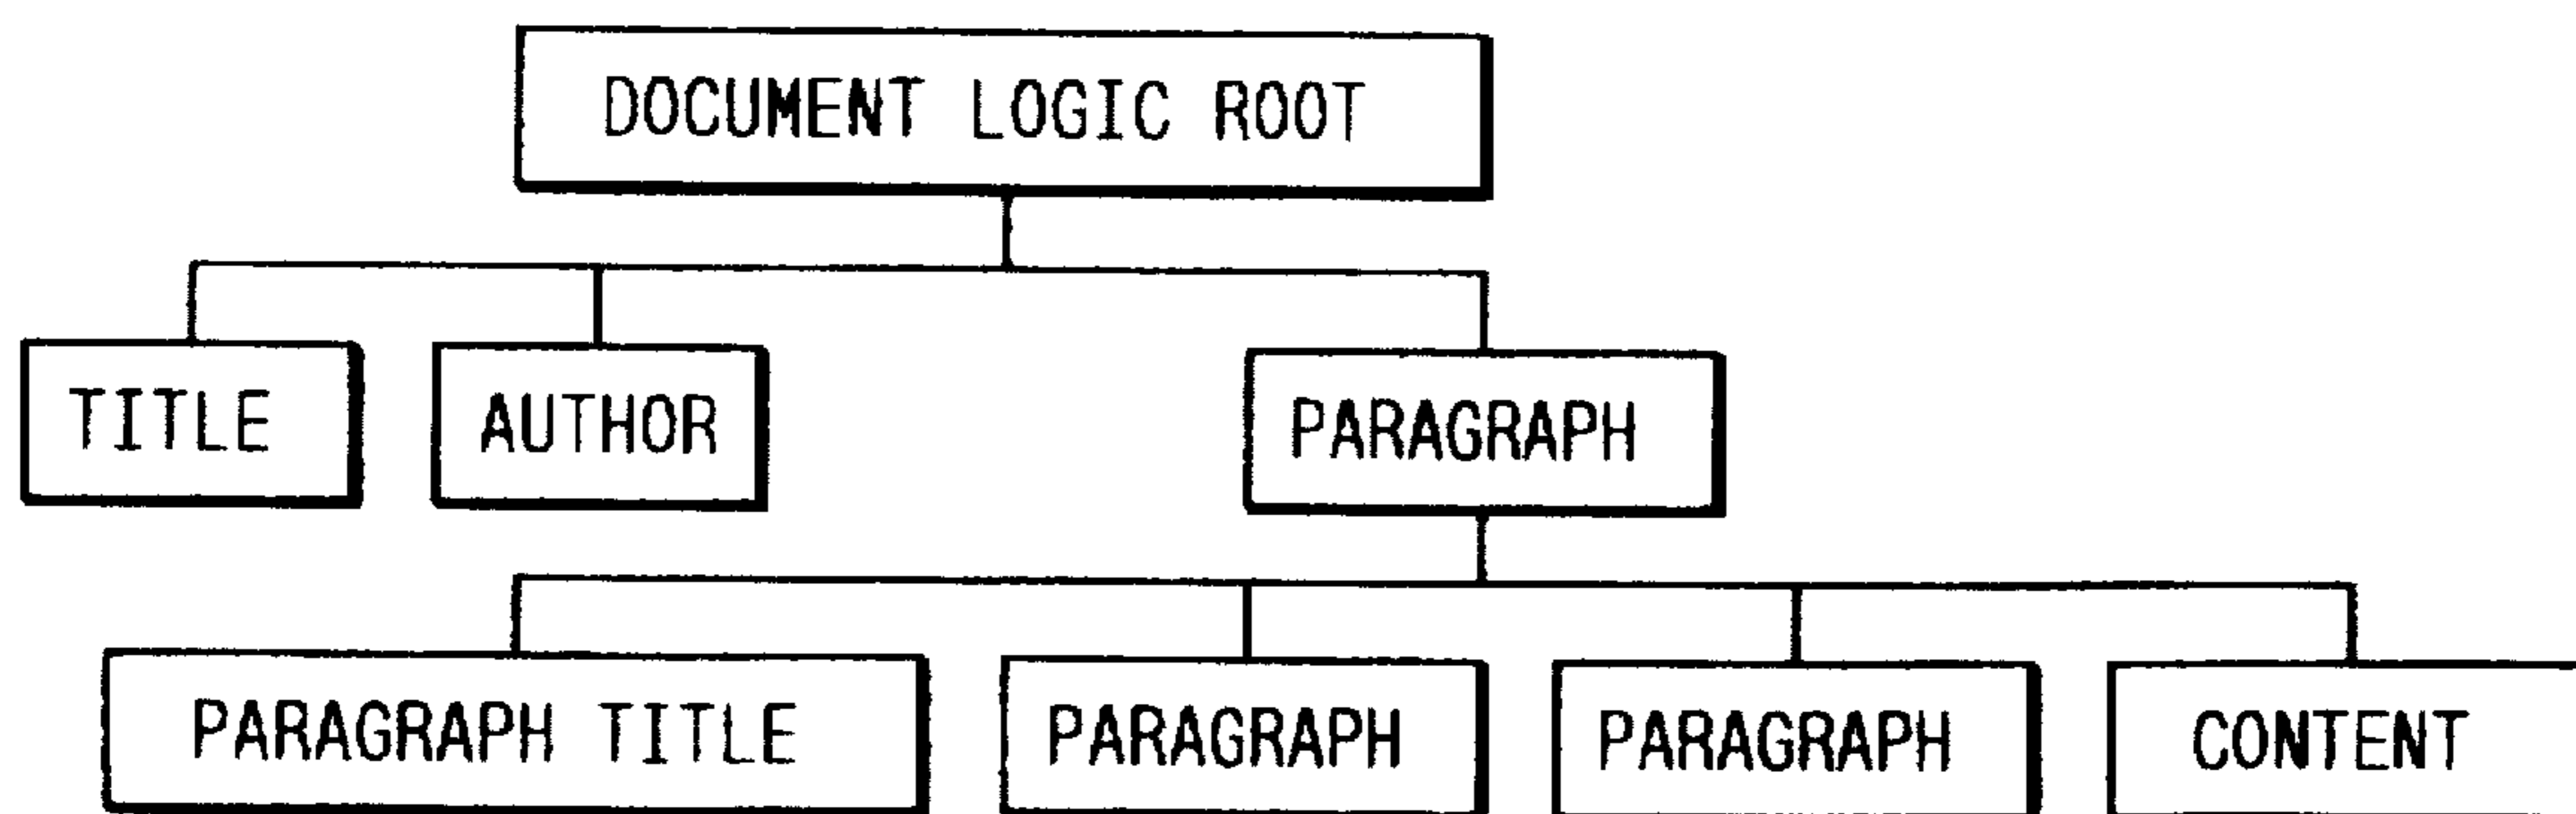 DOCUMENT LOGIC ROOT
TITLE AUTHOR PARAGRAPH
PARAGRAPH TITLE PARAGRAPH PARAGRAPH CONTENT